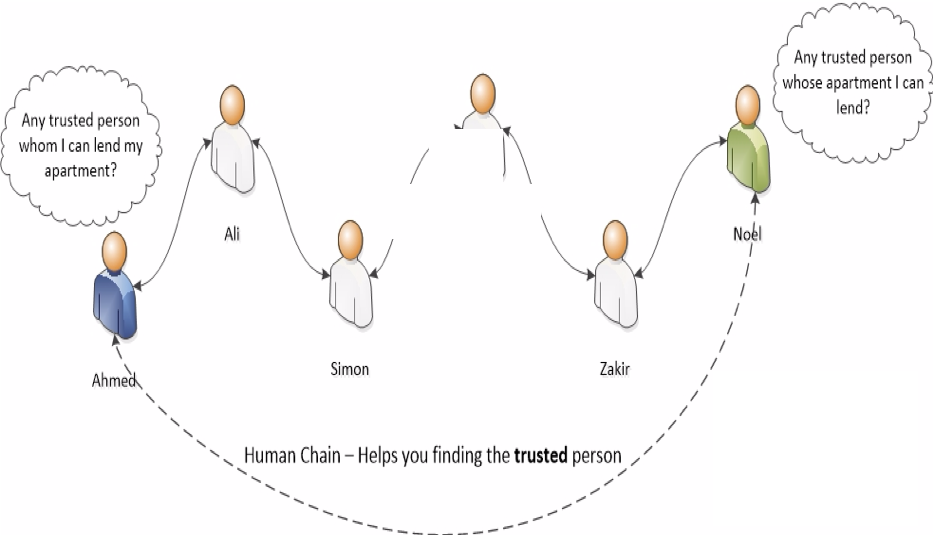 Any trusted person
whom I can lend my
apartment?
Any trusted person
whose apartment I can
lend?
Ali
Noel
Ahmed
Simon
Zakir
Human Chain – Helps you finding the trusted person